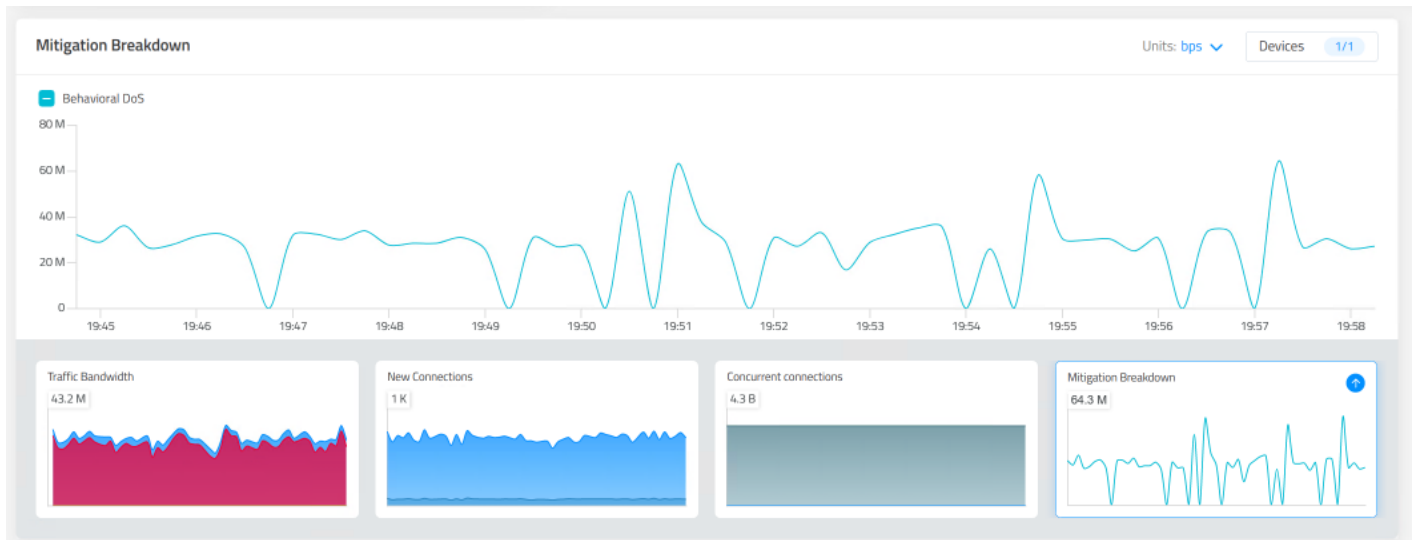 Mitigation Breakdown
Units: bps
Devices 1/1
Behavioral DoS
80 M
60 M
40 M
20 M
0
19:45 19:46 19:47 19:48 19:49 19:50 19:51 19:52 19:53 19:54 19:55 19:56 19:57 19:58
Traffic Bandwidth
43.2 M
New Connections
1 K
Concurrent connections
4.3 B
Mitigation Breakdown
64.3 M